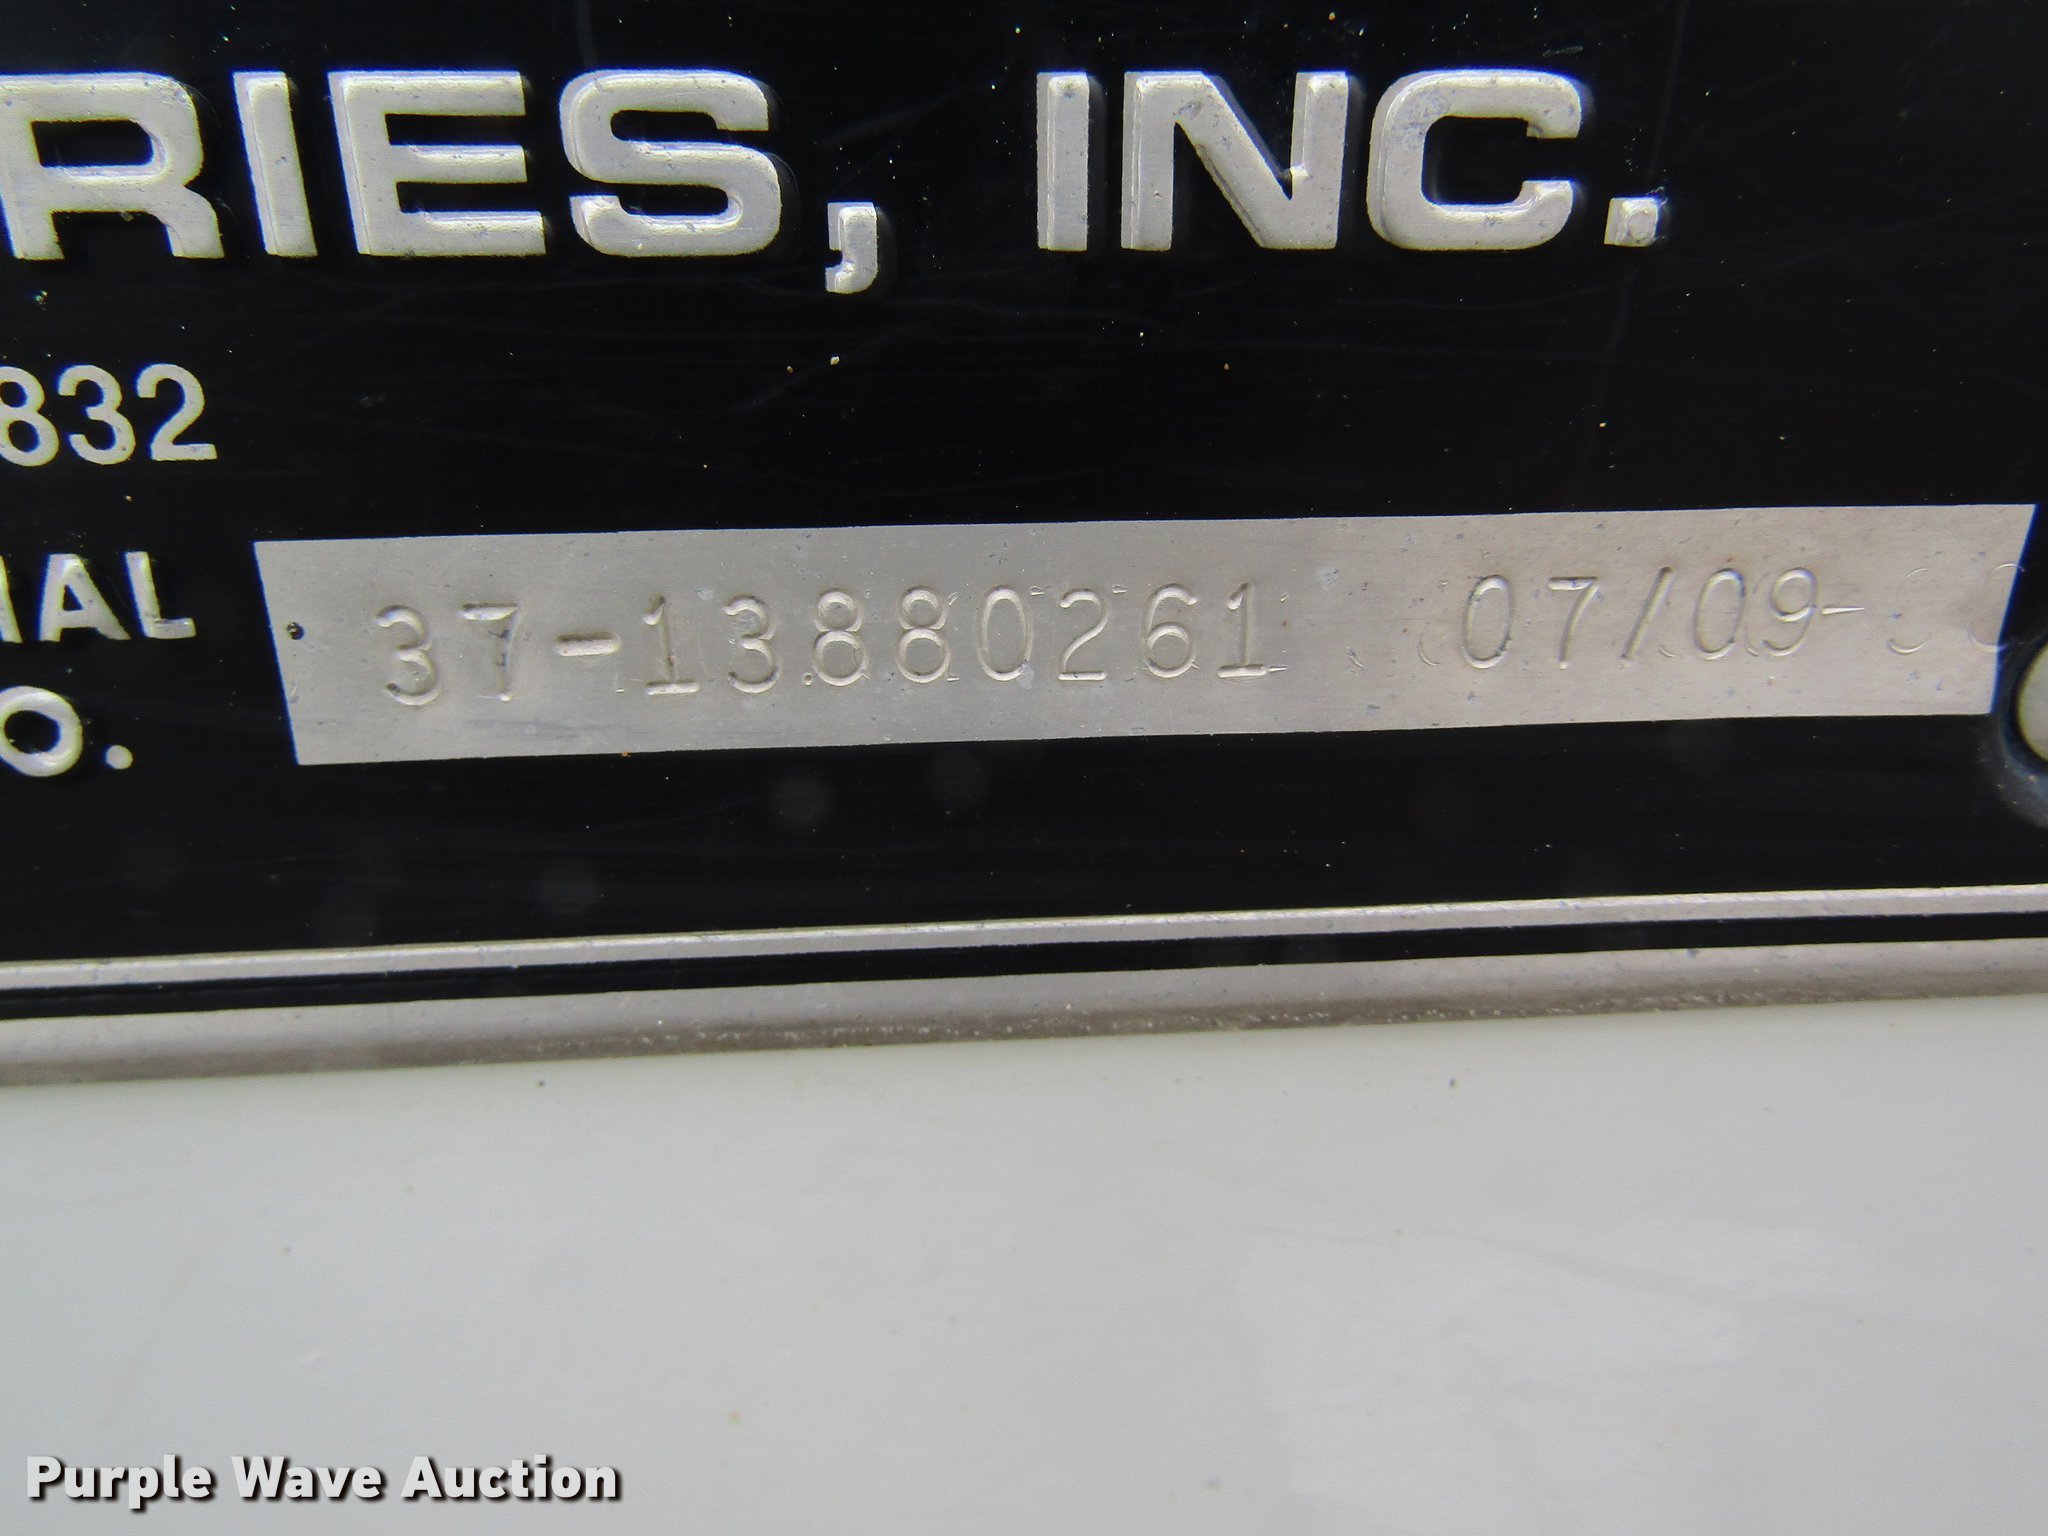 RIES, INC.
832
IAL
O.
37-13880261 07/09-
Purple Wave Auction